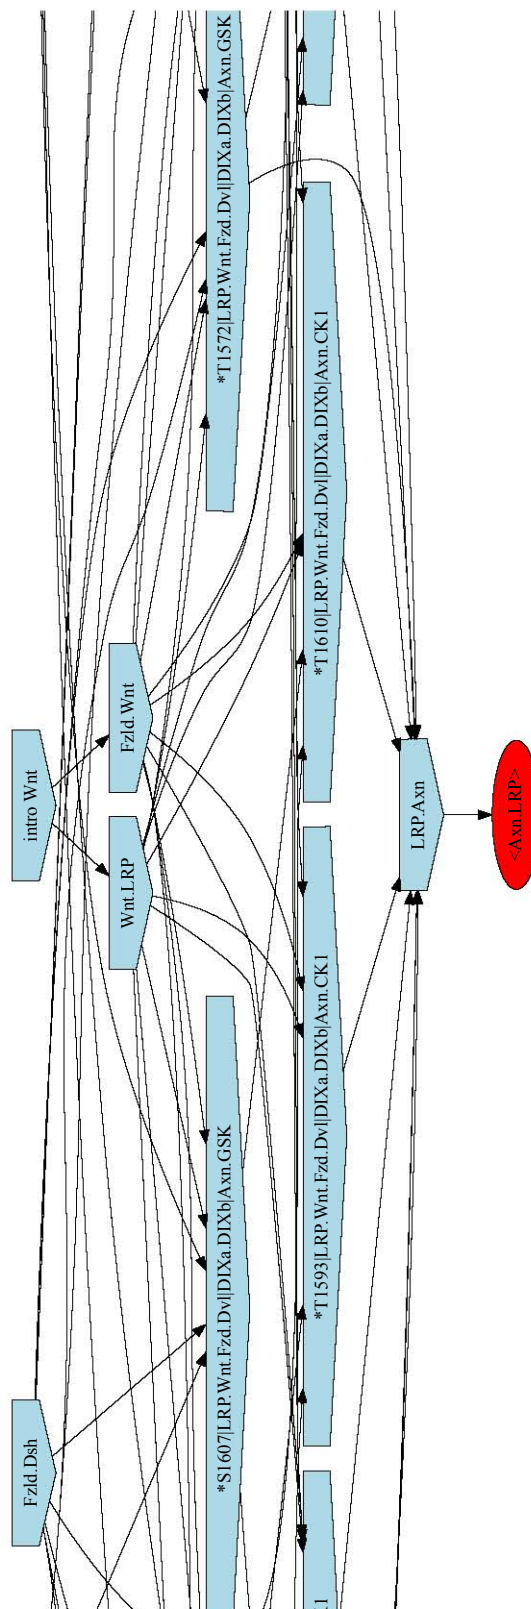 *T1572|LRP.Wnt.Fzd.Dvl||DIXa.DIXb|Axn.GSK
*T1610|LRP.Wnt.Fzd.Dvl||DIXa.DIXb|Axn.CK1
Fzld.Wnt
intro Wnt
LRP.Axn
<Axn.LRP>
Wnt.LRP
*T1593|LRP.Wnt.Fzd.Dvl||DIXa.DIXb|Axn.CK1
*S1607|LRP.Wnt.Fzd.Dvl||DIXa.DIXb|Axn.GSK
Fzld.Dsh